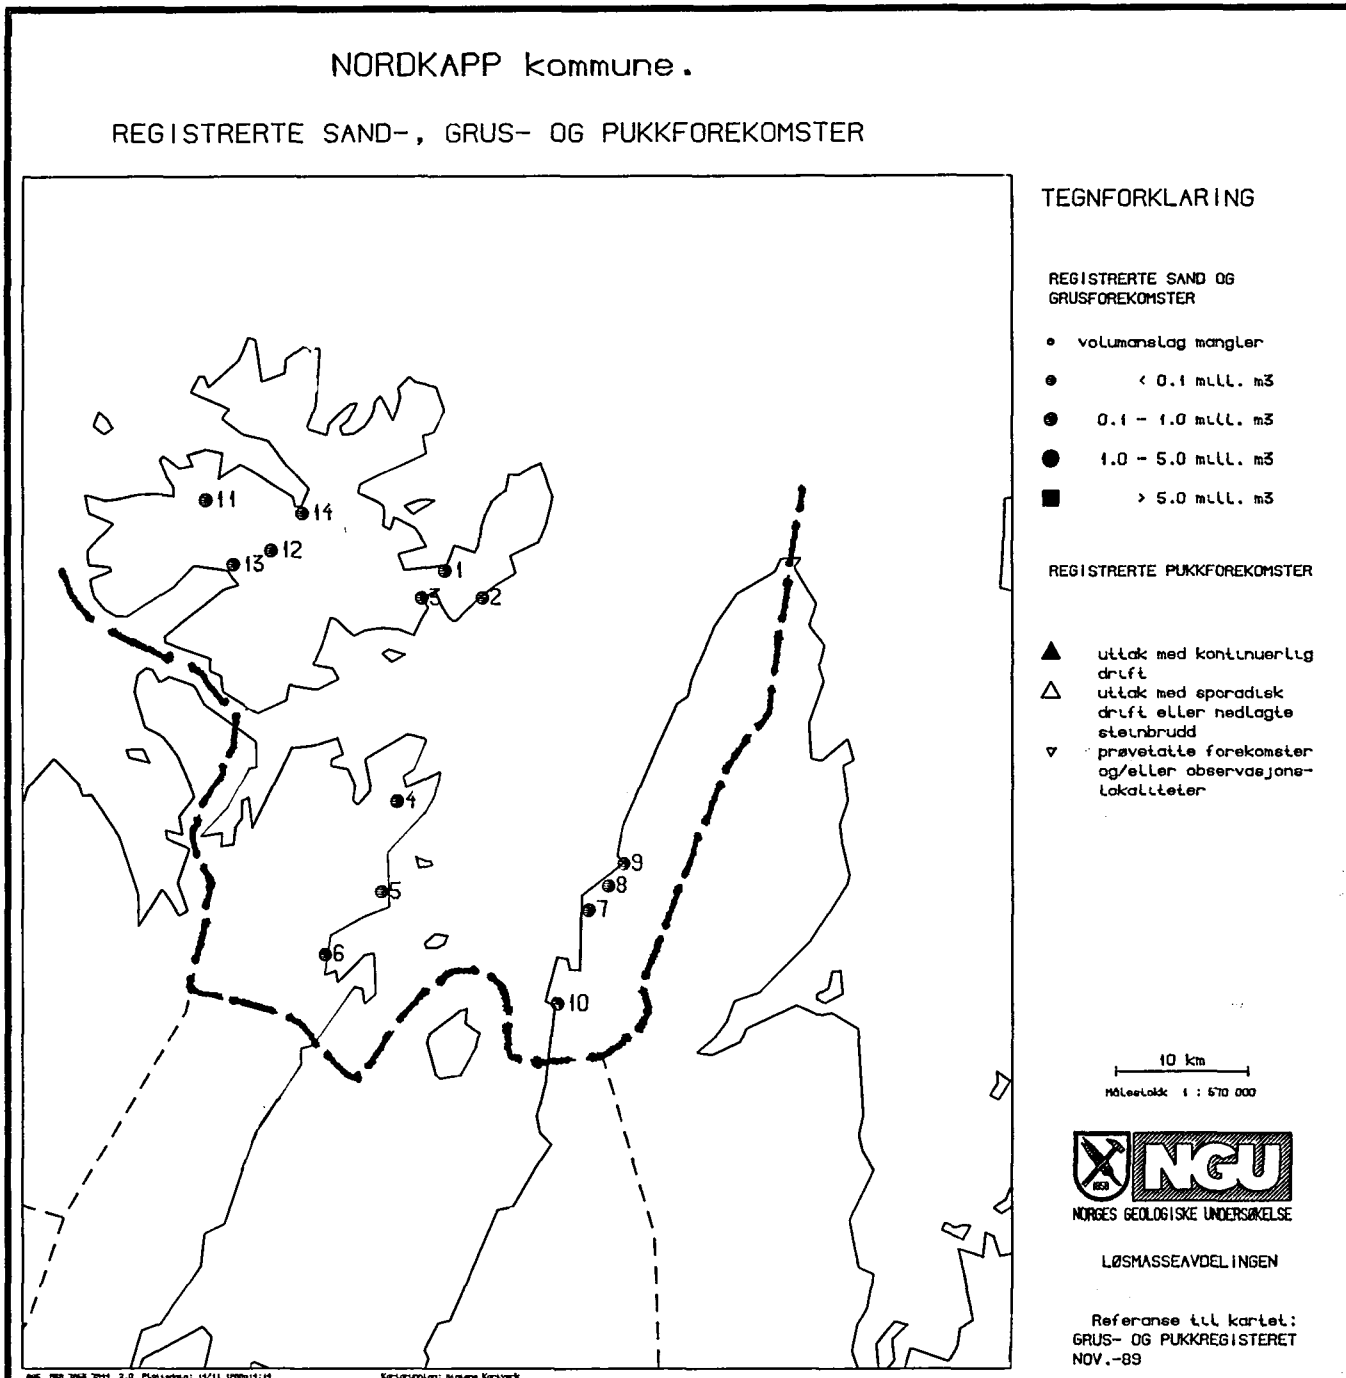 NORDKAPP kommune.
REGISTRERTE SAND-, GRUS- OG PUKKFOREKOMSTER
TEGNFORKLARING
REGISTRERTE SAND OG
GRUSFOREKOMSTER
volumanslag mangler
< 0.1 mill. m3
0.1 - 1.0 mill. m3
1.0 - 5.0 mill. m3
> 5.0 mill. m3
REGISTRERTE PUKKFOREKOMSTER
uttak med kontinuerlig
drift
uttak med sporadisk
drift eller nedlagte
steinbrudd
prøvetatte forekomster
og/eller observasjons-
lokaliteter
11
14
12
13
1
3
2
4
5
6
9
8
7
10
10 km
Målestokk 1 : 670 000
1858
NGU
NORGES GEOLOGISKE UNDERSØKELSE
LØSMASSEAVDELINGEN
Referanse til kartet:
GRUS- OG PUKKREGISTERET
NOV.-89